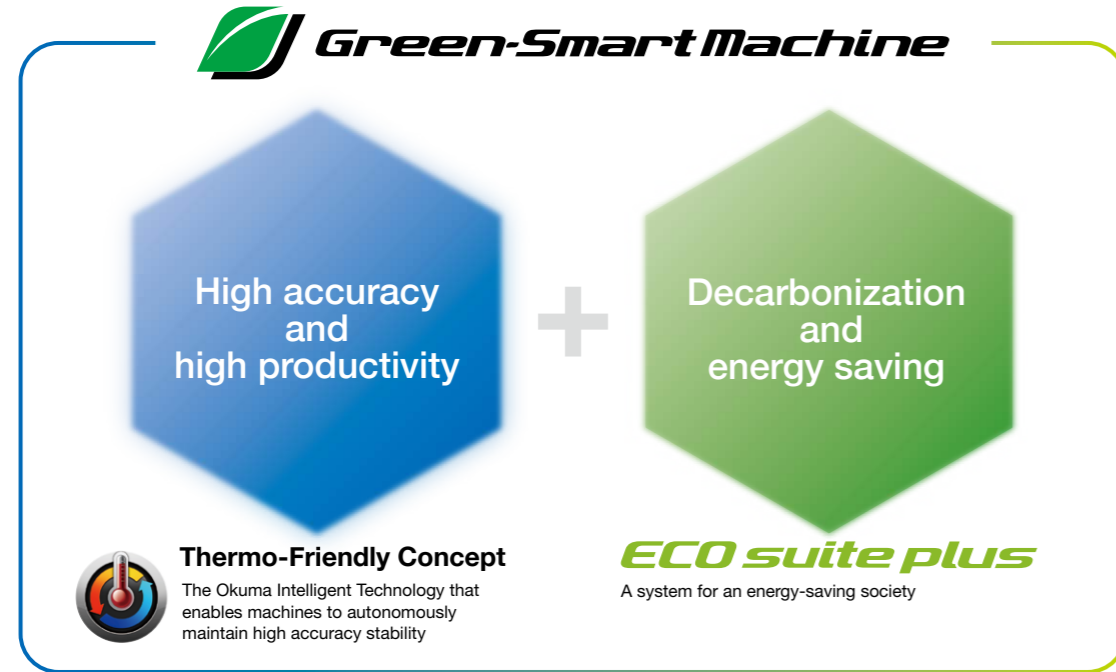 Green-Smart Machine
High accuracy
and
high productivity
Decarbonization
and
energy saving
Thermo-Friendly Concept
The Okuma Intelligent Technology that
enables machines to autonomously
maintain high accuracy stability
ECO suite plus
A system for an energy-saving society